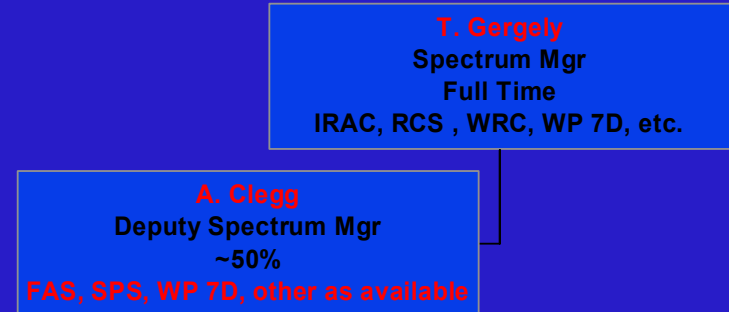 T. Gergely
Spectrum Mgr
Full Time
IRAC, RCS , WRC, WP 7D, etc.
A. Clegg
Deputy Spectrum Mgr
~50%
FAS, SPS, WP 7D, other as available